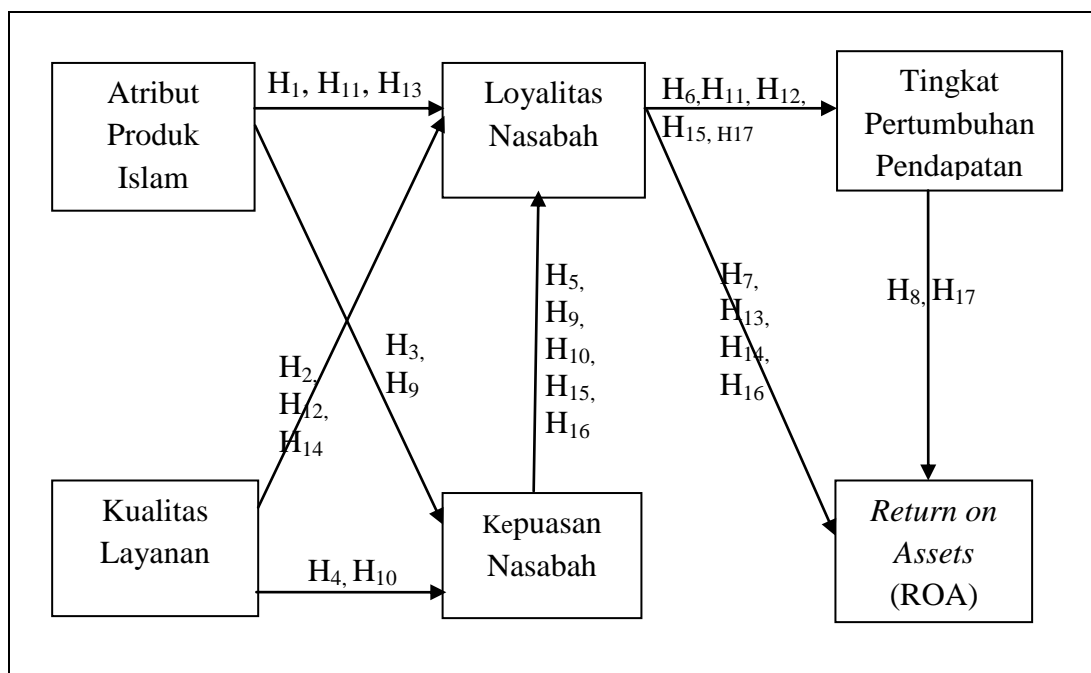 Atribut
Produk
Islam
H₁, H₁₁, H₁₃
Loyalitas
Nasabah
H₆,H₁₁, H₁₂,
H₁₅, H17
Tingkat
Pertumbuhan
Pendapatan
H₂,
H₁₂,
H₁₄
H₃,
H₉
H₅,
H₉,
H₁₀,
H₁₅,
H₁₆
H₇,
H₁₃,
H₁₄,
H₁₆
H₈, H₁₇
Kualitas
Layanan
H₄, H₁₀
Kepuasan
Nasabah
Return on
Assets
(ROA)